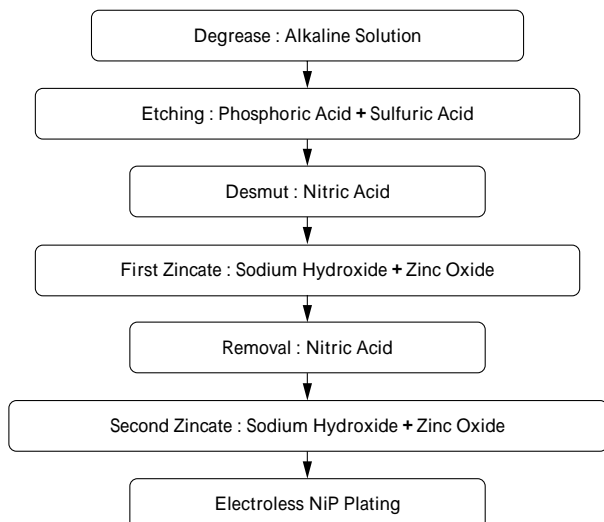 Degrease : Alkaline Solution
Etching : Phosphoric Acid + Sulfuric Acid
Desmut : Nitric Acid
First Zincate : Sodium Hydroxide + Zinc Oxide
Removal : Nitric Acid
Second Zincate : Sodium Hydroxide + Zinc Oxide
Electroless NiP Plating